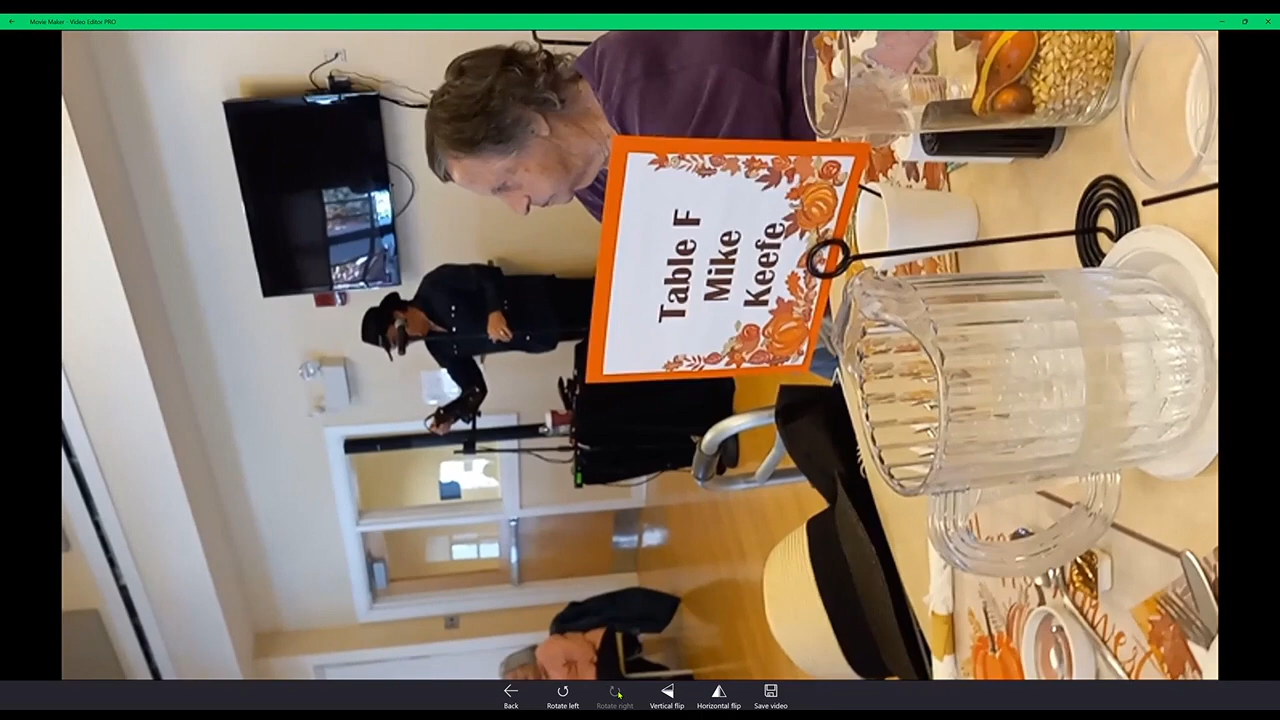 Movie Maker - Video Editor PRO
Table F
Mike
Keefe
Back
Rotate left
Rotate right
Vertical flip
Horizontal flip
Save video